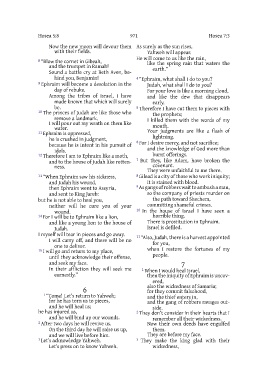 Hosea 5:8
971
Hosea 7:3
Now the new moon will devour them
with their fields.
8 "Blow the cornet in Gibeah,
and the trumpet in Ramah!
Sound a battle cry at Beth Aven, be-
hind you, Benjamin!
9 Ephraim will become a desolation in the
day of rebuke.
Among the tribes of Israel, I have
made known that which will surely
be.
10 The princes of Judah are like those who
remove a landmark.
I will pour out my wrath on them like
water.
11 Ephraim is oppressed,
he is crushed in judgment,
because he is intent in his pursuit of
idols.
12 Therefore I am to Ephraim like a moth,
and to the house of Judah like rotten-
ness.
13 "When Ephraim saw his sickness,
and Judah his wound,
then Ephraim went to Assyria,
and sent to king Jareb:
but he is not able to heal you,
neither will he cure you of your
wound.
14 For I will be to Ephraim like a lion,
and like a young lion to the house of
Judah.
I myself will tear in pieces and go away.
I will carry off, and there will be no
one to deliver.
15 I will go and return to my place,
until they acknowledge their offense,
and seek my face.
In their affliction they will seek me
earnestly."
6
1 "Come! Let's return to Yahweh;
for he has torn us to pieces,
and he will heal us;
he has injured us,
and he will bind up our wounds.
2 After two days he will revive us.
On the third day he will raise us up,
and we will live before him.
3 Let's acknowledge Yahweh.
Let's press on to know Yahweh.
As surely as the sun rises,
Yahweh will appear.
He will come to us like the rain,
like the spring rain that waters the
earth."
4 "Ephraim, what shall I do to you?
Judah, what shall I do to you?
For your love is like a morning cloud,
and like the dew that disappears
early.
5 Therefore I have cut them to pieces with
the prophets;
I killed them with the words of my
mouth.
Your judgments are like a flash of
lightning.
6 For I desire mercy, and not sacrifice;
and the knowledge of God more than
burnt offerings.
7 But they, like Adam, have broken the
covenant.
They were unfaithful to me there.
8 Gilead is a city of those who work iniquity;
it is stained with blood.
9 As gangs of robbers wait to ambush a man,
so the company of priests murder on
the path toward Shechem,
committing shameful crimes.
10 In the house of Israel I have seen a
horrible thing.
There is prostitution in Ephraim.
Israel is defiled.
11 "Also, Judah, there is a harvest appointed
for you,
when I restore the fortunes of my
people.
7
1 When I would heal Israel,
then the iniquity of Ephraim is uncov-
ered,
also the wickedness of Samaria;
for they commit falsehood,
and the thief enters in,
and the gang of robbers ravages out-
side.
2 They don't consider in their hearts that I
remember all their wickedness.
Now their own deeds have engulfed
them.
They are before my face.
3 They make the king glad with their
wickedness,